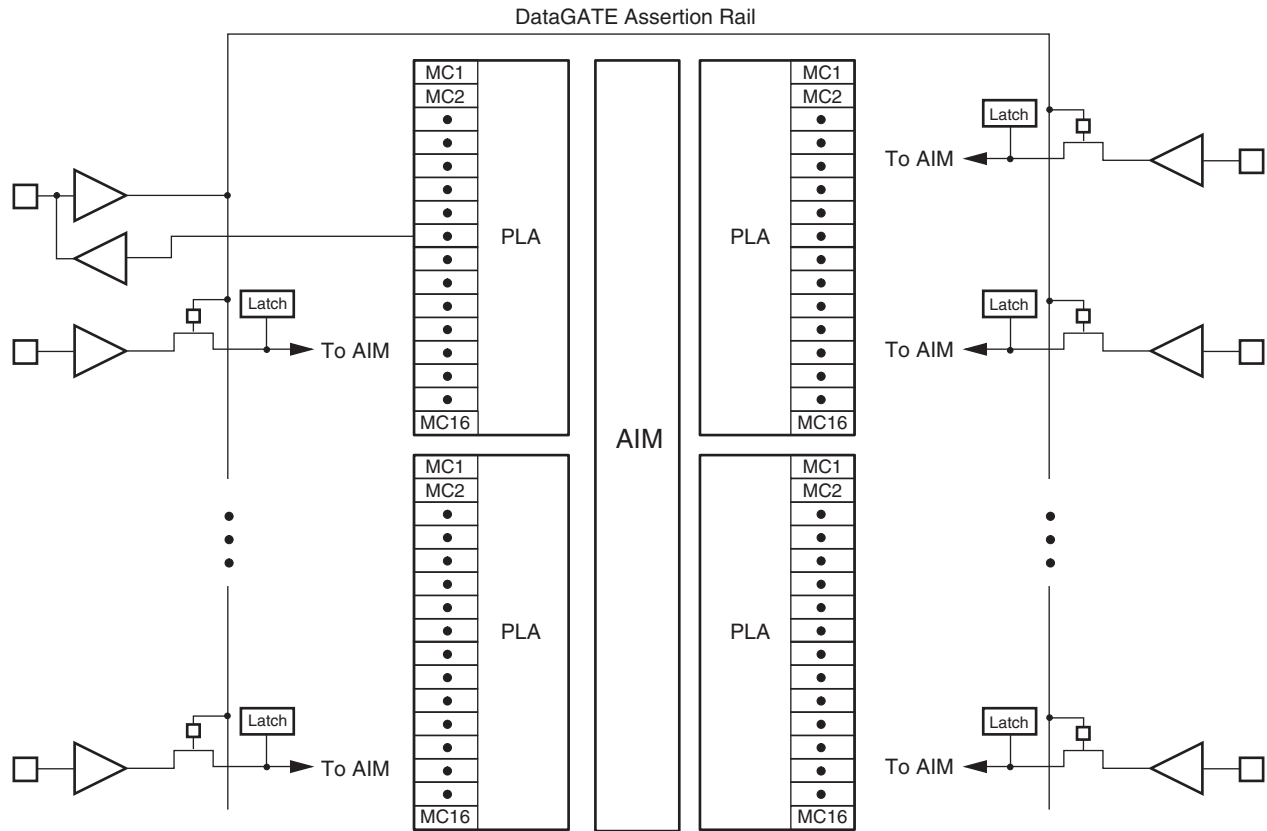 DataGATE Assertion Rail
MC1
MC2
PLA
MC16
MC1
MC2
PLA
MC16
AIM
MC1
MC2
PLA
MC16
MC1
MC2
PLA
MC16
Latch
To AIM
Latch
To AIM
Latch
To AIM
Latch
To AIM
Latch
To AIM